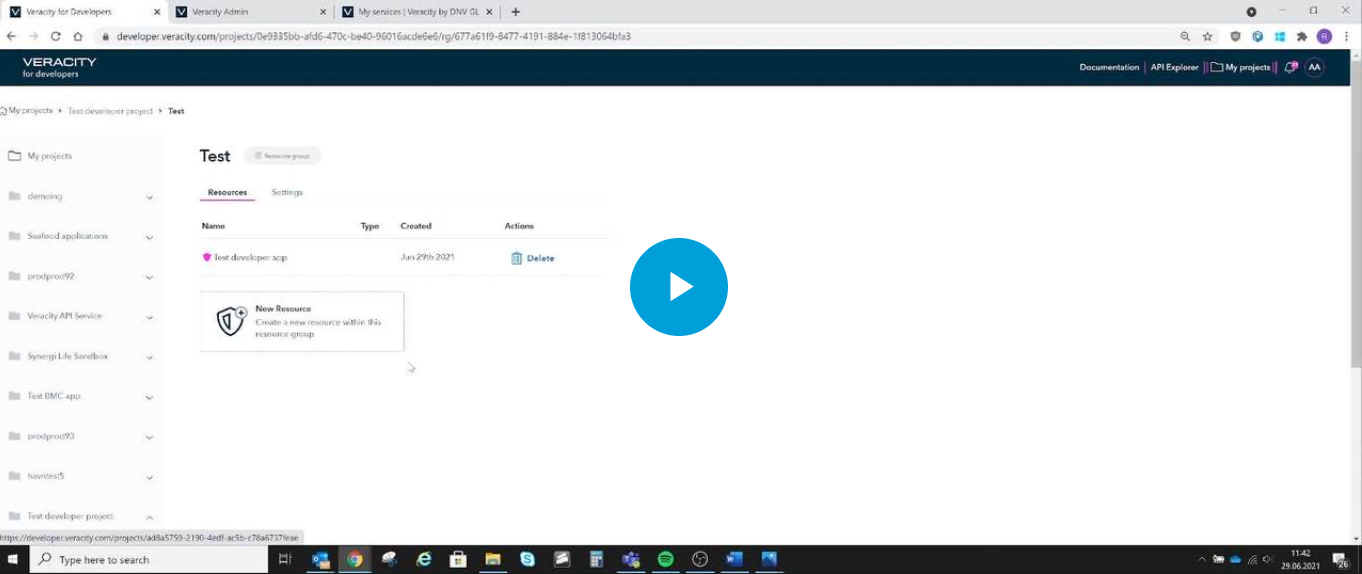 Veracity for Developers
Veracity Admin
My services | Veracity by DNV GL
developer.veracity.com/projects/0e9335bb-afd6-470c-be40-96016acde6e6/rg/677a61f9-8477-4191-884e-1f813064bfa3
R
VERACITY
for developers
Documentation
API Explorer
My projects
AA
My projects > Test developer project > Test
My projects
demoing
Seafood applications
prodprod92
Veracity API Service
Synergi Life Sandbox
Test BMC app
prodprod93
hawitest5
Test developer project
Test
Resource group
Resources
Settings
Name Type Created Actions
Test developer app Jun 29th 2021 Delete
New Resource
Create a new resource within this
resource group
https://developer.veracity.com/projects/ad8a5759-2190-4edf-ac5b-c78a6737feae
Type here to search
11:42
29.06.2021
26